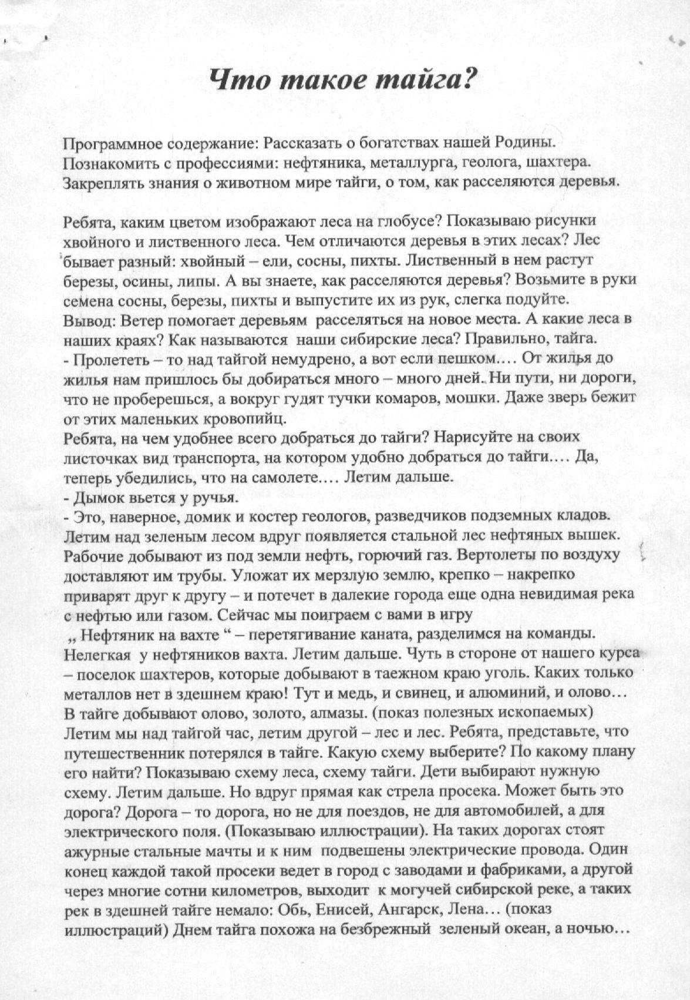 Что такое тайга?
Программное содержание: Рассказать о богатствах нашей Родины.
Познакомить с профессиями: нефтяника, металлурга, геолога, шахтера.
Закреплять знания о животном мире тайги, о том, как расселяются деревья.
Ребята, каким цветом изображают леса на глобусе? Показываю рисунки
хвойного и лиственного леса. Чем отличаются деревья в этих лесах? Лес
бывает разный: хвойный – ели, сосны, пихты. Лиственный в нем растут
березы, осины, липы. А вы знаете, как расселяются деревья? Возьмите в руки
семена сосны, березы, пихты и выпустите их из рук, слегка подуйте.
Вывод: Ветер помогает деревьям  расселяться на новое места. А какие леса в
наших краях? Как называются  наши сибирские леса? Правильно, тайга.
- Пролететь – то над тайгой немудрено, а вот если пешком.… От жилья до
жилья нам пришлось бы добираться много – много дней. Ни пути, ни дороги,
что не проберешься, а вокруг гудят тучки комаров, мошки. Даже зверь бежит
от этих маленьких кровопийц.
Ребята, на чем удобнее всего добраться до тайги? Нарисуйте на своих
листочках вид транспорта, на котором удобно добраться до тайги.… Да,
теперь убедились, что на самолете.… Летим дальше.
- Дымок вьется у ручья.
- Это, наверное, домик и костер геологов, разведчиков подземных кладов.
Летим над зеленым лесом вдруг появляется стальной лес нефтяных вышек.
Рабочие добывают из под земли нефть, горючий газ. Вертолеты по воздуху
доставляют им трубы. Уложат их мерзлую землю, крепко – накрепко
приварят друг к другу – и потечет в далекие города еще одна невидимая река
с нефтью или газом. Сейчас мы поиграем с вами в игру
„ Нефтяник на вахте “ – перетягивание каната, разделимся на команды.
Нелегкая  у нефтяников вахта. Летим дальше. Чуть в стороне от нашего курса
– поселок шахтеров, которые добывают в таежном краю уголь. Каких только
металлов нет в здешнем краю! Тут и медь, и свинец, и алюминий, и олово…
В тайге добывают олово, золото, алмазы. (показ полезных ископаемых)
Летим мы над тайгой час, летим другой – лес и лес. Ребята, представьте, что
путешественник потерялся в тайге. Какую схему выберите? По какому плану
его найти? Показываю схему леса, схему тайги. Дети выбирают нужную
схему. Летим дальше. Но вдруг прямая как стрела просека. Может быть это
дорога? Дорога – то дорога, но не для поездов, не для автомобилей, а для
электрического поля. (Показываю иллюстрации). На таких дорогах стоят
ажурные стальные мачты и к ним  подвешены электрические провода. Один
конец каждой такой просеки ведет в город с заводами и фабриками, а другой
через многие сотни километров, выходит  к могучей сибирской реке, а таких
рек в здешней тайге немало: Обь, Енисей, Ангарск, Лена… (показ
иллюстраций) Днем тайга похожа на безбрежный  зеленый океан, а ночью…